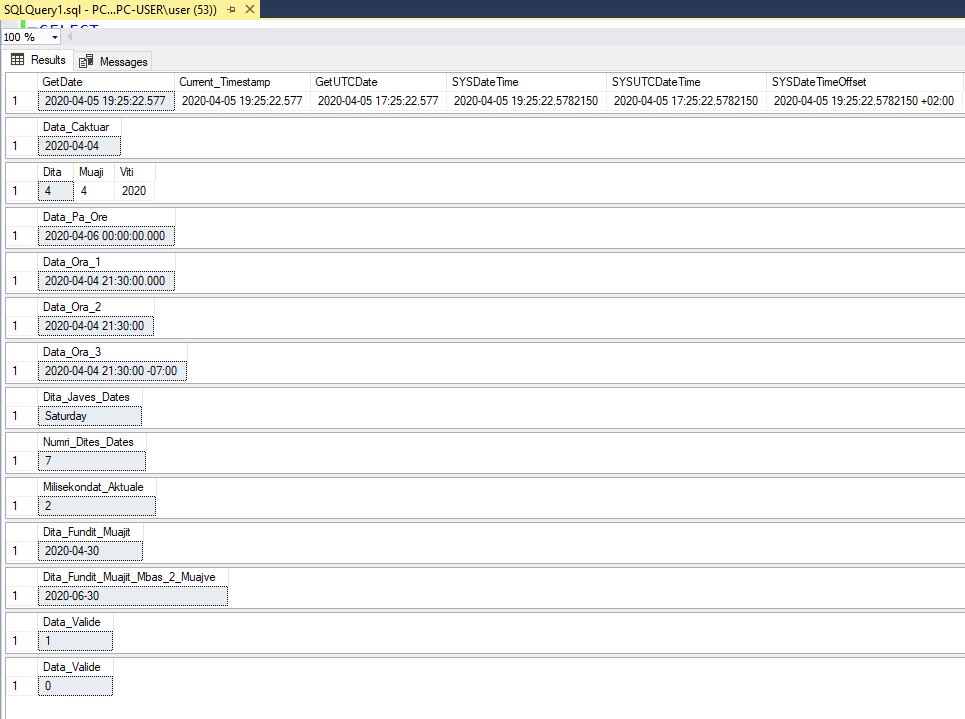 SQLQuery1.sql - PC...PC-USER\user (53))
SELECT
100 %
Results Messages
GetDate Current_Timestamp GetUTCDate SYSDateTime SYSUTCDateTime SYSDateTimeOffset
1 2020-04-05 19:25:22.577 2020-04-05 19:25:22.577 2020-04-05 17:25:22.577 2020-04-05 19:25:22.5782150 2020-04-05 17:25:22.5782150 2020-04-05 19:25:22.5782150 +02:00
Data_Caktuar
1 2020-04-04
Dita Muaji Viti
1 4 4 2020
Data_Pa_Ore
1 2020-04-06 00:00:00.000
Data_Ora_1
1 2020-04-04 21:30:00.000
Data_Ora_2
1 2020-04-04 21:30:00
Data_Ora_3
1 2020-04-04 21:30:00 -07:00
Dita_Javes_Dates
1 Saturday
Numri_Dites_Dates
1 7
Milisekondat_Aktuale
1 2
Dita_Fundit_Muajit
1 2020-04-30
Dita_Fundit_Muajit_Mbas_2_Muajve
1 2020-06-30
Data_Valide
1 1
Data_Valide
1 0